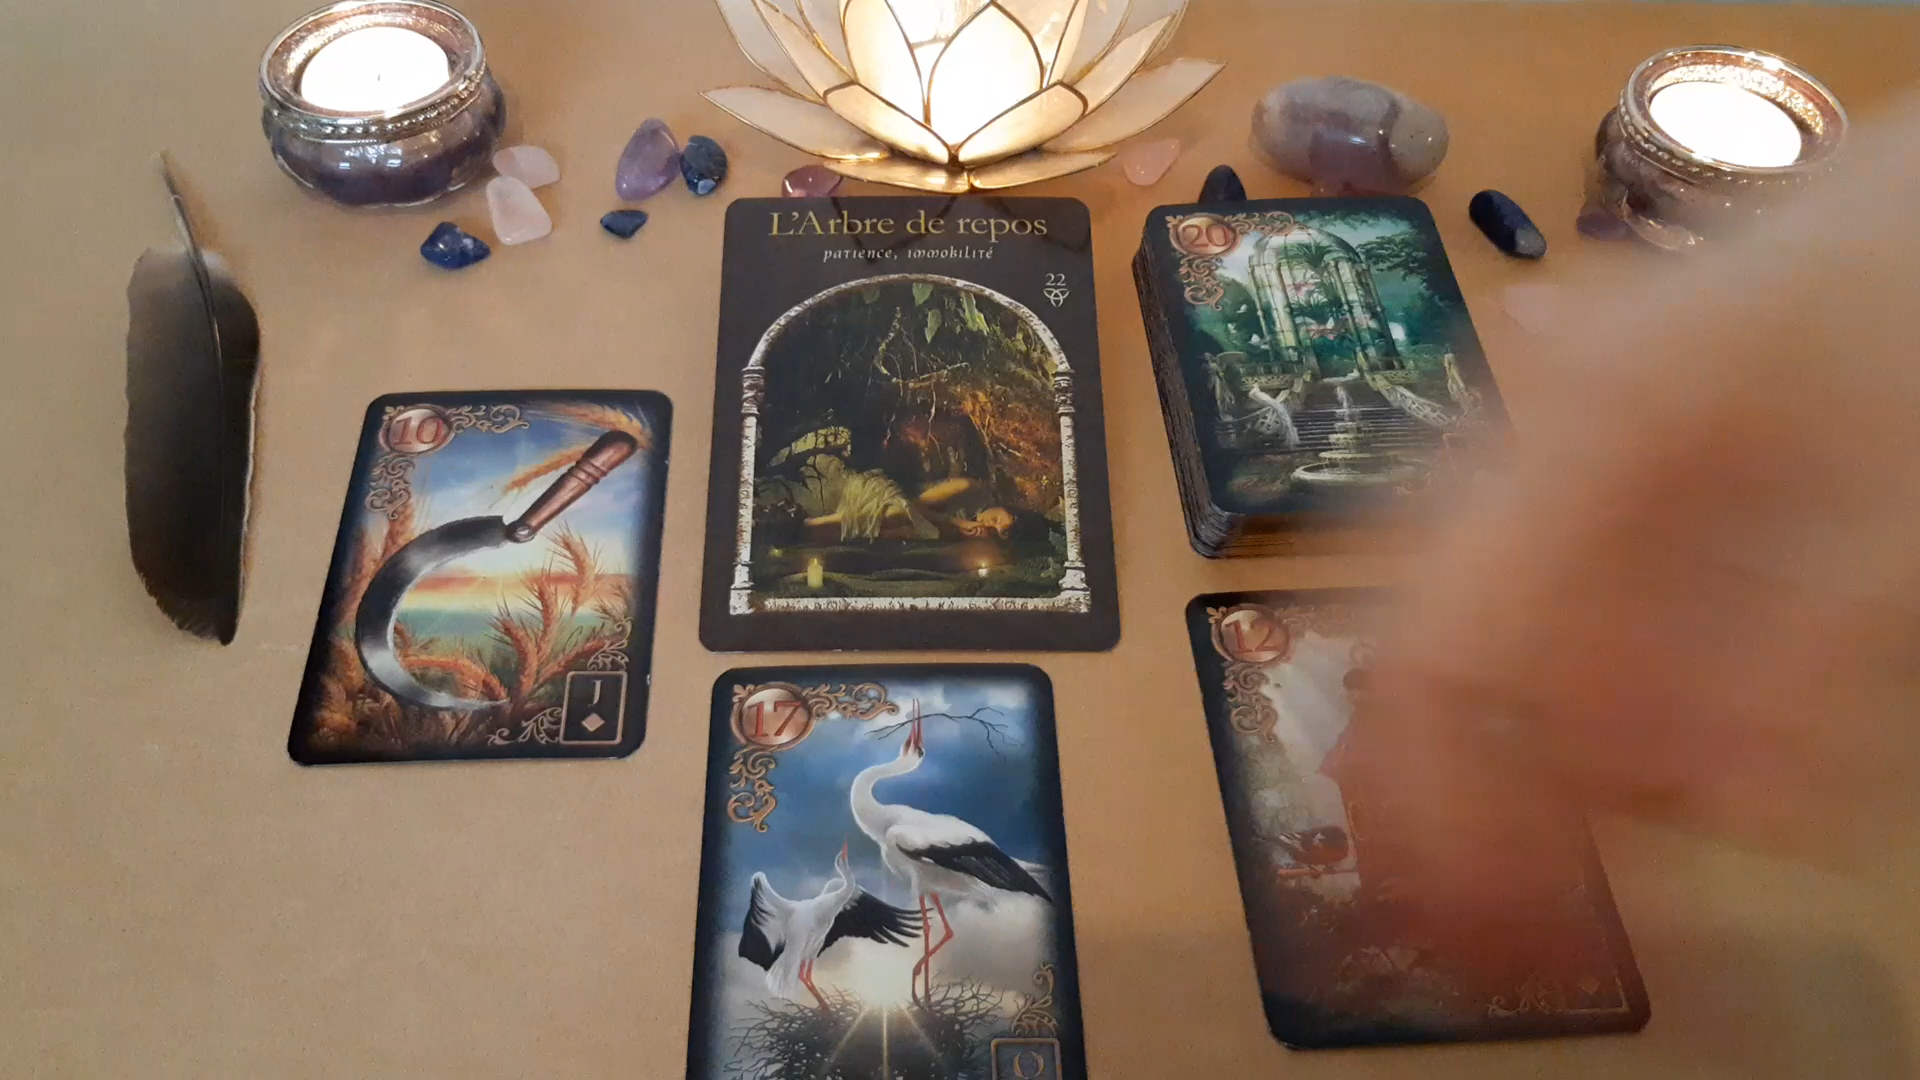 L'Arbre de repos
patience, immobilité
22
20
10
J
12
17
Q